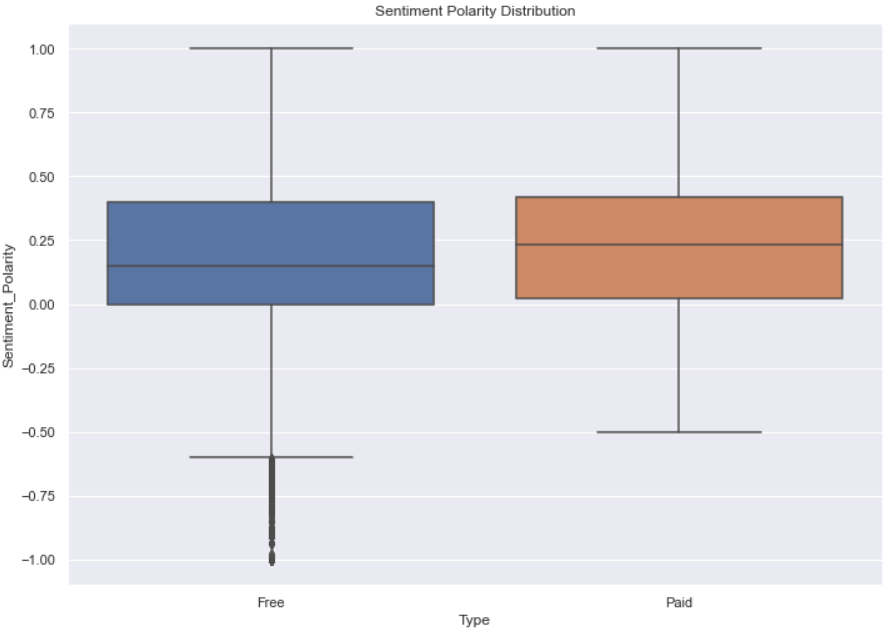 Sentiment Polarity Distribution
1.00
0.75
0.50
0.25
0.00
−0.25
−0.50
−0.75
−1.00
Sentiment_Polarity
Free
Paid
Type